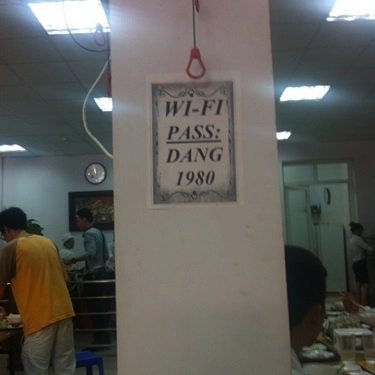 WI-FI
PASS:
DANG
1980